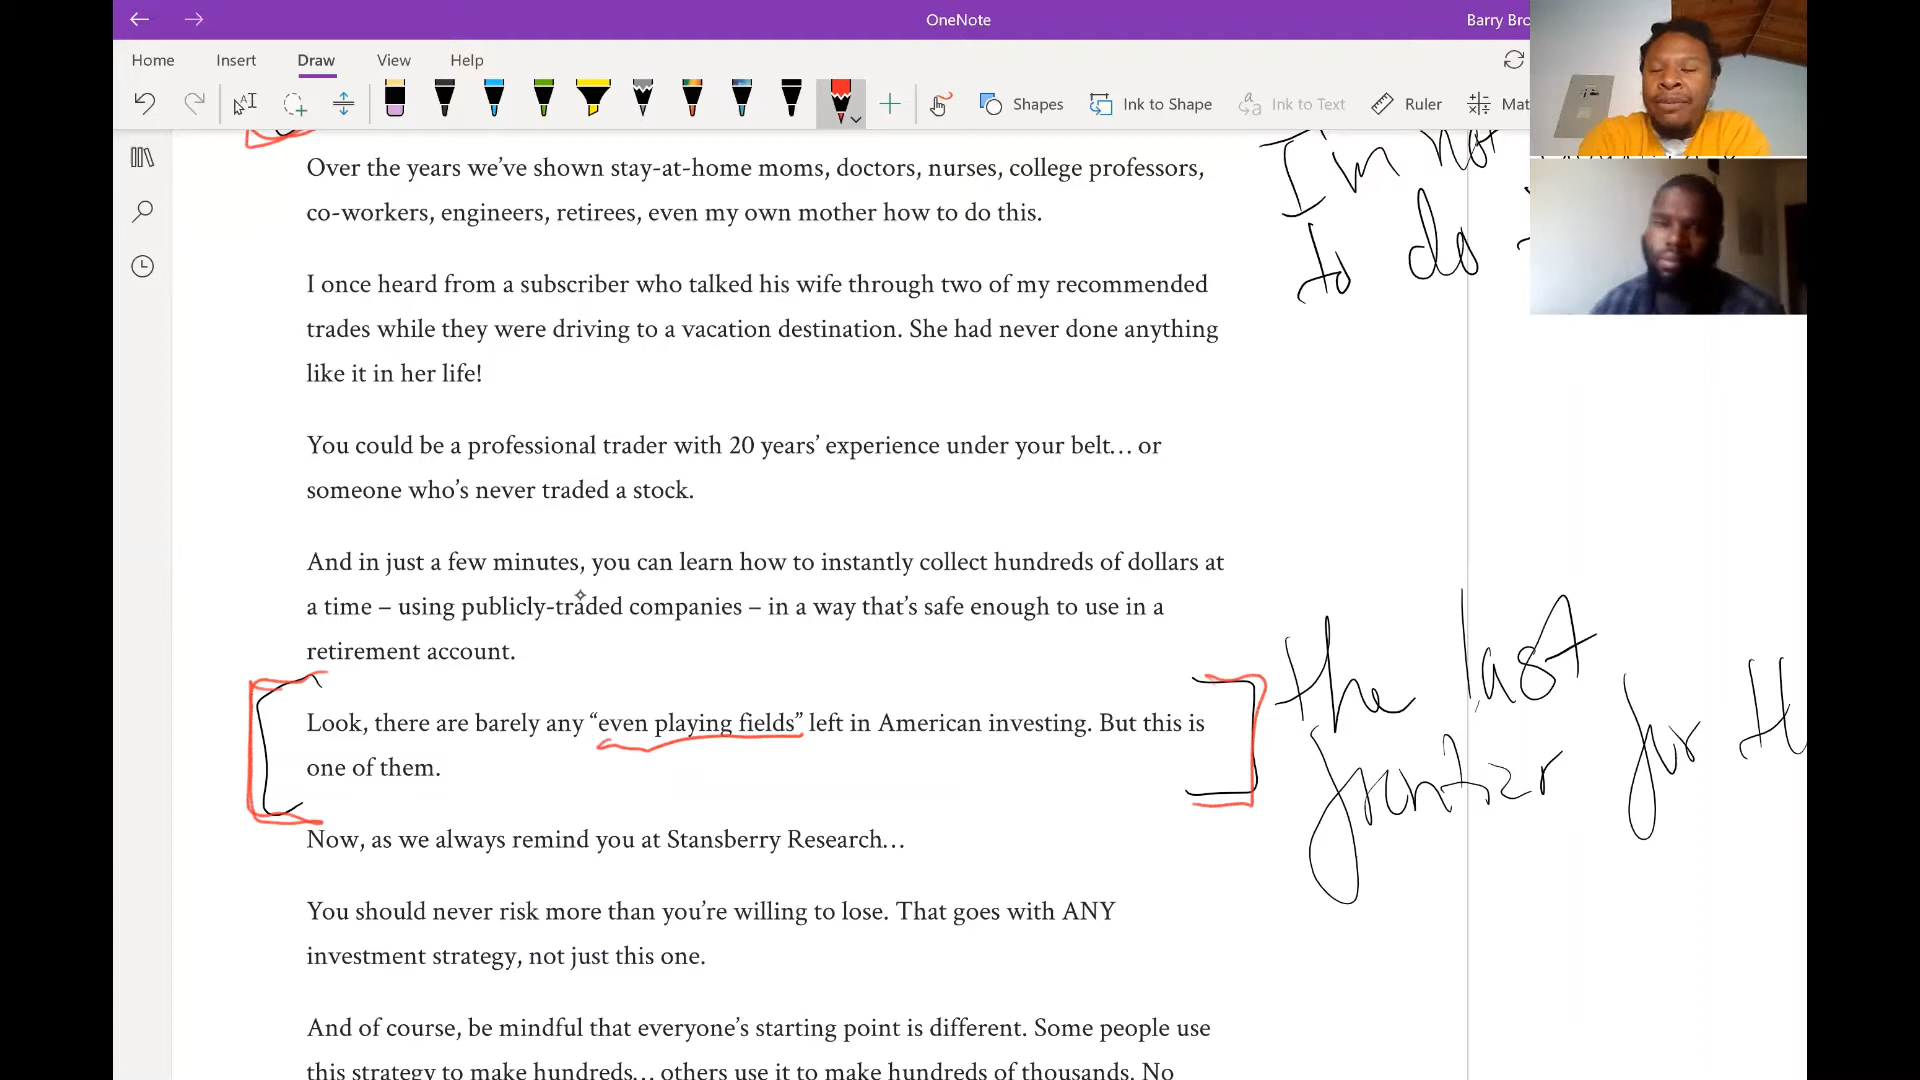 OneNote
Barry Bro
Home Insert Draw View Help
Shapes Ink to Shape Ink to Text Ruler Mat
Over the years we’ve shown stay-at-home moms, doctors, nurses, college professors,
co-workers, engineers, retirees, even my own mother how to do this.
I once heard from a subscriber who talked his wife through two of my recommended
trades while they were driving to a vacation destination. She had never done anything
like it in her life!
You could be a professional trader with 20 years’ experience under your belt… or
someone who’s never traded a stock.
And in just a few minutes, you can learn how to instantly collect hundreds of dollars at
a time – using publicly-traded companies – in a way that’s safe enough to use in a
retirement account.
Look, there are barely any “even playing fields” left in American investing. But this is
one of them.
Now, as we always remind you at Stansberry Research…
You should never risk more than you’re willing to lose. That goes with ANY
investment strategy, not just this one.
And of course, be mindful that everyone’s starting point is different. Some people use
this strategy to make hundreds… others use it to make hundreds of thousands. No
I'm not
to do
the last
frontier for th